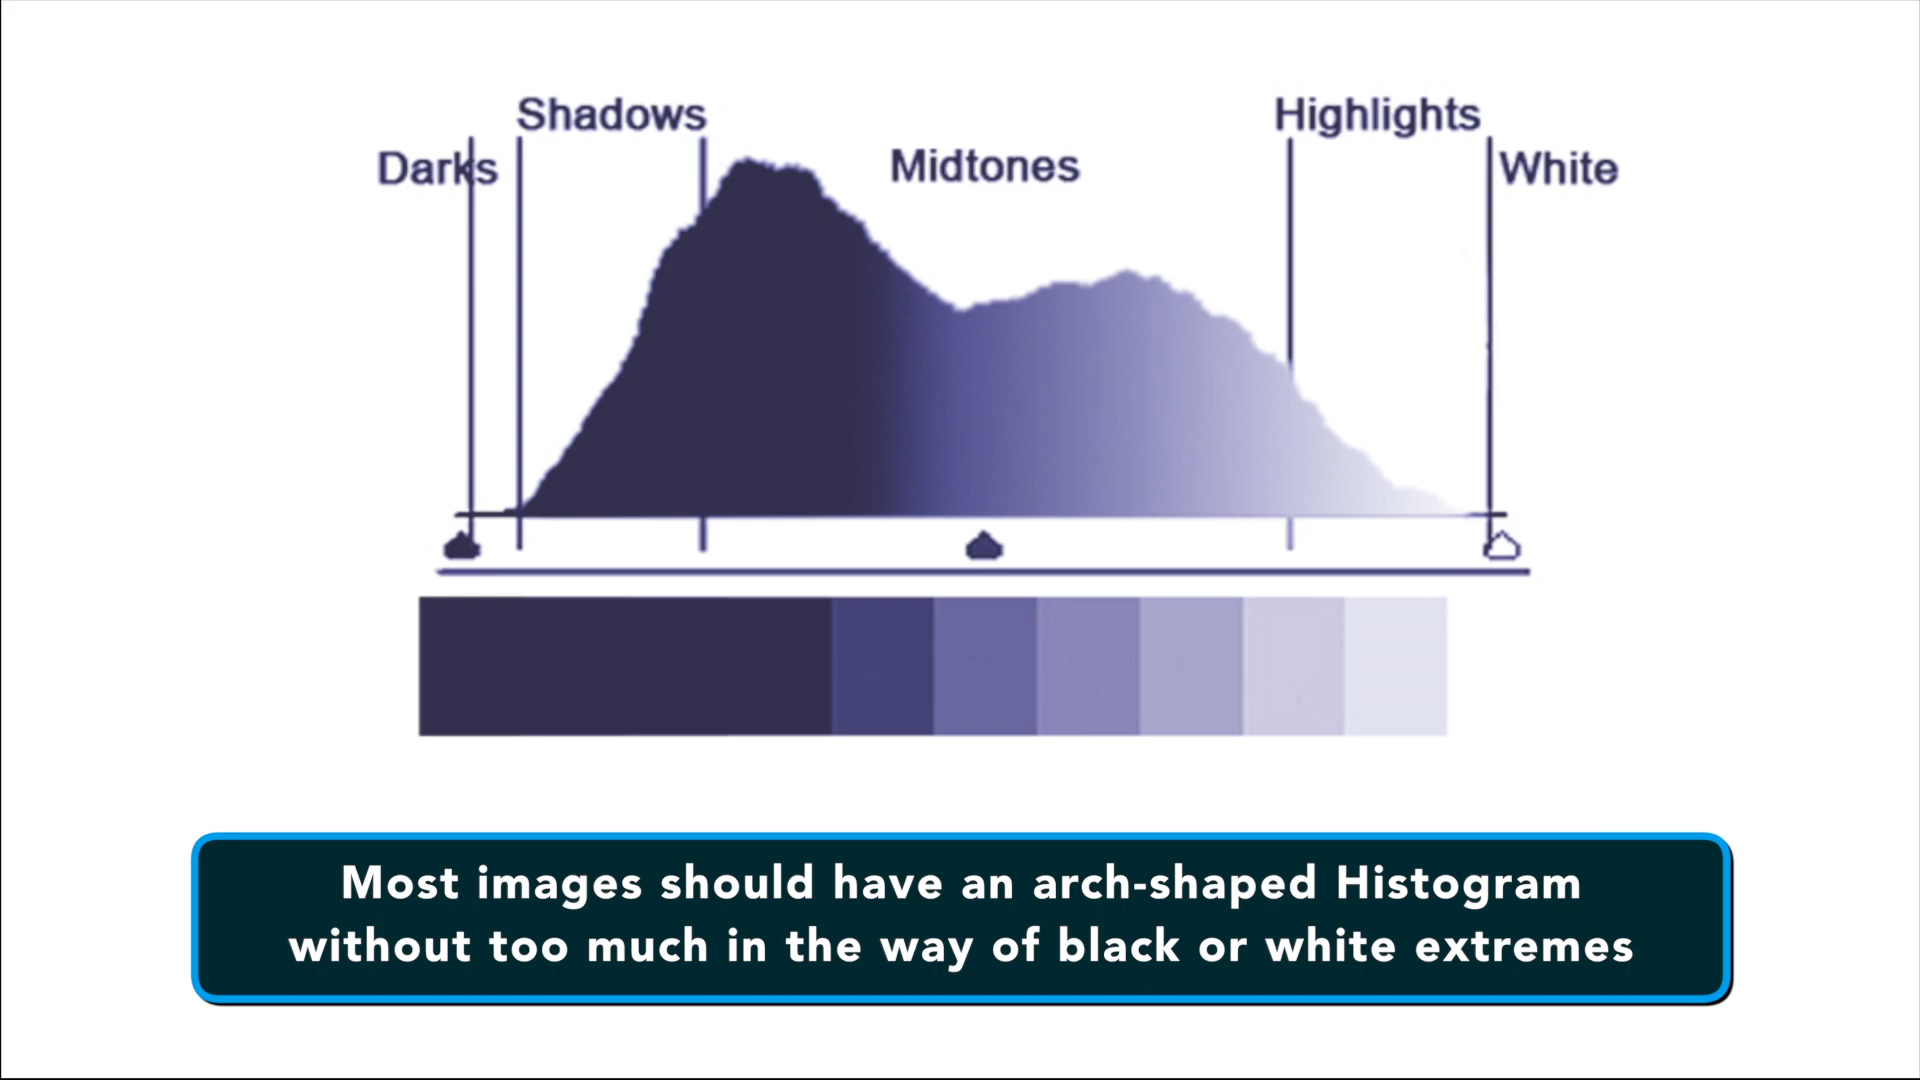 Shadows
Highlights
Darks
Midtones
White
Most images should have an arch-shaped Histogram
without too much in the way of black or white extremes